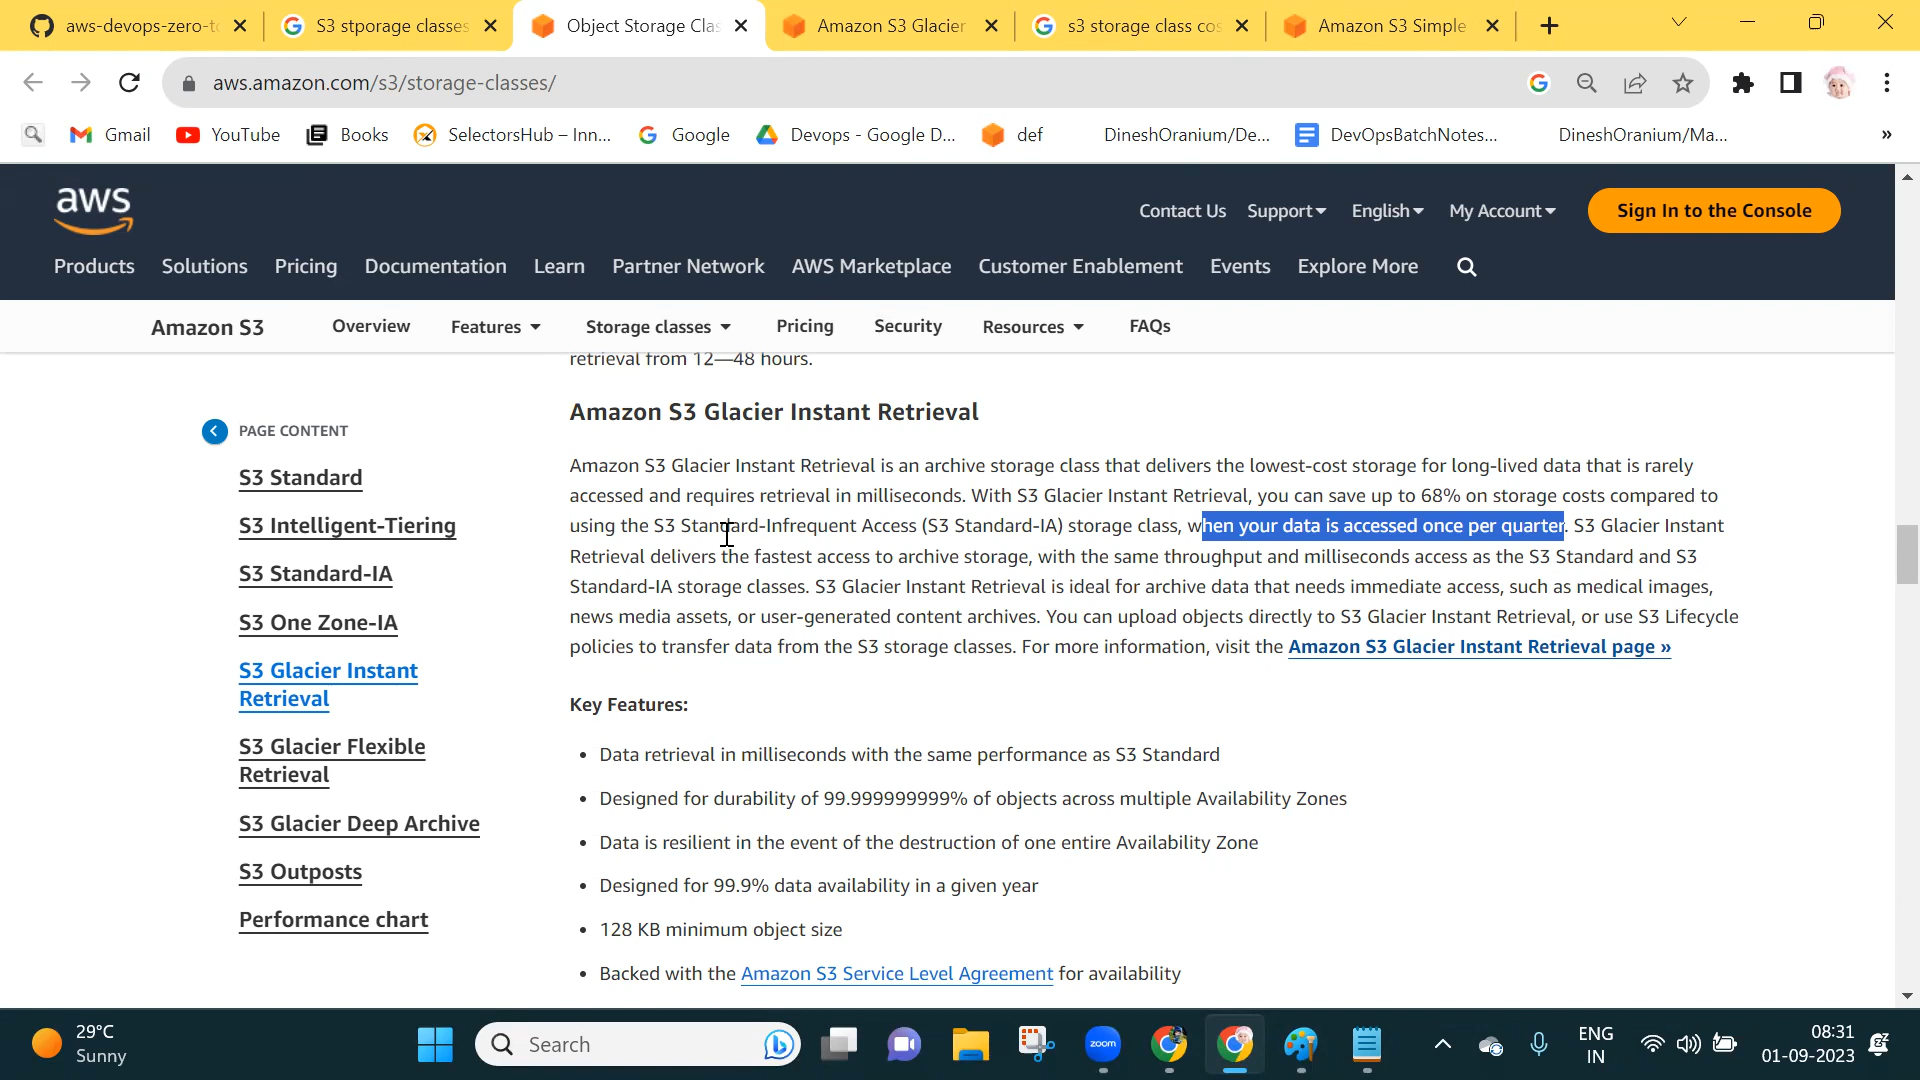 aws-devops-zero-to
S3 stporage classes
Object Storage Clas
Amazon S3 Glacier
s3 storage class cos
Amazon S3 Simple
aws.amazon.com/s3/storage-classes/
Gmail
YouTube
Books
SelectorsHub – Inn...
Google
Devops - Google D...
def
DineshOranium/De...
DevOpsBatchNotes...
DineshOranium/Ma...
»
aws
Contact Us
Support
English
My Account
Sign In to the Console
Products
Solutions
Pricing
Documentation
Learn
Partner Network
AWS Marketplace
Customer Enablement
Events
Explore More
Amazon S3
Overview
Features
Storage classes
Pricing
Security
Resources
FAQs
PAGE CONTENT
S3 Standard
S3 Intelligent-Tiering
S3 Standard-IA
S3 One Zone-IA
S3 Glacier Instant
Retrieval
S3 Glacier Flexible
Retrieval
S3 Glacier Deep Archive
S3 Outposts
Performance chart
retrieval from 12—48 hours.
Amazon S3 Glacier Instant Retrieval
Amazon S3 Glacier Instant Retrieval is an archive storage class that delivers the lowest-cost storage for long-lived data that is rarely
accessed and requires retrieval in milliseconds. With S3 Glacier Instant Retrieval, you can save up to 68% on storage costs compared to
using the S3 Standard-Infrequent Access (S3 Standard-IA) storage class, when your data is accessed once per quarter. S3 Glacier Instant
Retrieval delivers the fastest access to archive storage, with the same throughput and milliseconds access as the S3 Standard and S3
Standard-IA storage classes. S3 Glacier Instant Retrieval is ideal for archive data that needs immediate access, such as medical images,
news media assets, or user-generated content archives. You can upload objects directly to S3 Glacier Instant Retrieval, or use S3 Lifecycle
policies to transfer data from the S3 storage classes. For more information, visit the Amazon S3 Glacier Instant Retrieval page »
Key Features:
• Data retrieval in milliseconds with the same performance as S3 Standard
• Designed for durability of 99.999999999% of objects across multiple Availability Zones
• Data is resilient in the event of the destruction of one entire Availability Zone
• Designed for 99.9% data availability in a given year
• 128 KB minimum object size
• Backed with the Amazon S3 Service Level Agreement for availability
29°C
Sunny
Search
zoom
ENG
IN
08:31
01-09-2023